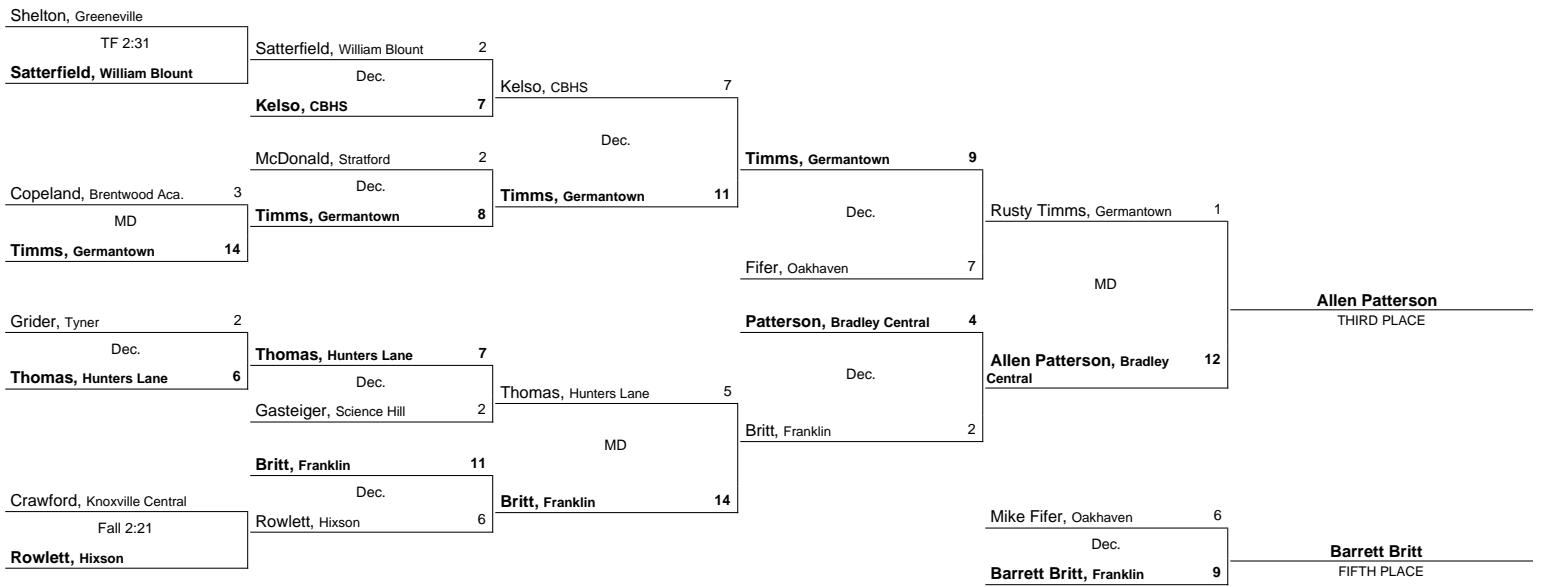 Shelton, Greeneville
TF 2:31
Satterfield, William Blount
Copeland, Brentwood Aca. 3
MD
Timms, Germantown 14
Grider, Tyner 2
Dec.
Thomas, Hunters Lane 6
Crawford, Knoxville Central
Fall 2:21
Rowlett, Hixson
Satterfield, William Blount 2
Dec.
Kelso, CBHS 7
McDonald, Stratford 2
Dec.
Timms, Germantown 8
Thomas, Hunters Lane 7
Dec.
Gasteiger, Science Hill 2
Britt, Franklin 11
Dec.
Rowlett, Hixson 6
Kelso, CBHS 7
Dec.
Timms, Germantown 11
Thomas, Hunters Lane 5
MD
Britt, Franklin 14
Timms, Germantown 9
Dec.
Fifer, Oakhaven 7
Patterson, Bradley Central 4
Dec.
Britt, Franklin 2
Rusty Timms, Germantown 1
MD
Allen Patterson, Bradley 12
Central
Allen Patterson
THIRD PLACE
Mike Fifer, Oakhaven 6
Dec.
Barrett Britt, Franklin 9
Barrett Britt
FIFTH PLACE